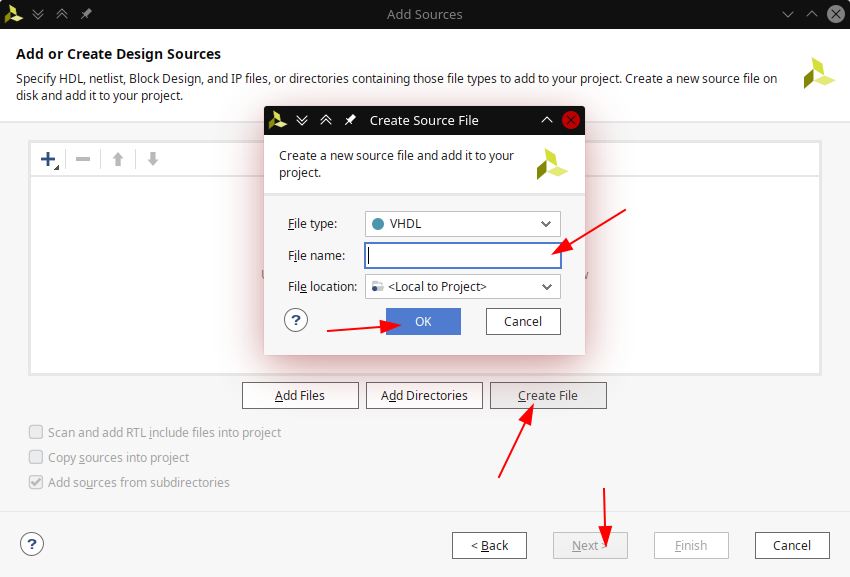 Add Sources
Add or Create Design Sources
Specify HDL, netlist, Block Design, and IP files, or directories containing those file types to add to your project. Create a new source file on
disk and add it to your project.
Create Source File
Create a new source file and add it to your
project.
File type:
VHDL
File name:
File location:
<Local to Project>
?
OK
Cancel
Add Files
Add Directories
Create File
Scan and add RTL include files into project
Copy sources into project
Add sources from subdirectories
?
< Back
Next >
Finish
Cancel